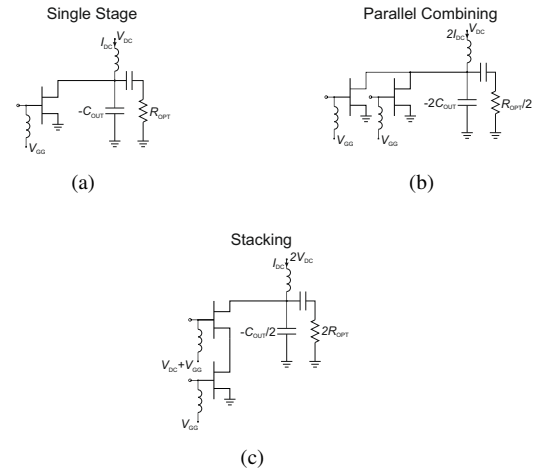 Single Stage
V_DC
I_DC
-C_OUT
R_OPT
V_GG
(a)
Parallel Combining
2I_DC
V_DC
-2C_OUT
R_OPT/2
V_GG
V_GG
(b)
Stacking
I_DC
2V_DC
-C_OUT/2
2R_OPT
V_DC+V_GG
V_GG
(c)